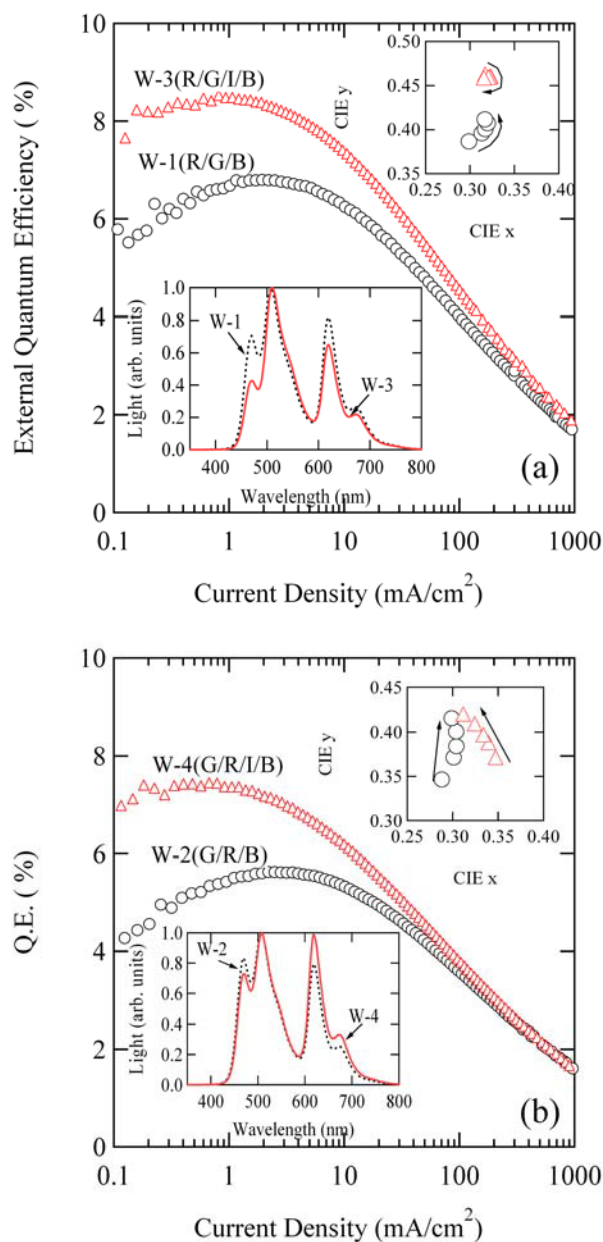 10
8
6
4
2
0
External Quantum Efficiency ( %)
W-3(R/G/I/B)
W-1(R/G/B)
0.50
0.45
0.40
0.35
0.25 0.30 0.35 0.40
CIE y
CIE x
1.0
0.8
0.6
0.4
0.2
0.0
Light (arb. units)
W-1
W-3
400 500 600 700 800
Wavelength (nm)
(a)
0.1 1 10 100 1000
Current Density (mA/cm²)
10
8
6
4
2
0
Q.E. ( %)
W-4(G/R/I/B)
W-2(G/R/B)
0.45
0.40
0.35
0.30
0.25 0.30 0.35 0.40
CIE y
CIE x
1.0
0.8
0.6
0.4
0.2
0.0
Light (arb. units)
W-2
W-4
400 500 600 700 800
Wavelength (nm)
(b)
0.1 1 10 100 1000
Current Density (mA/cm²)